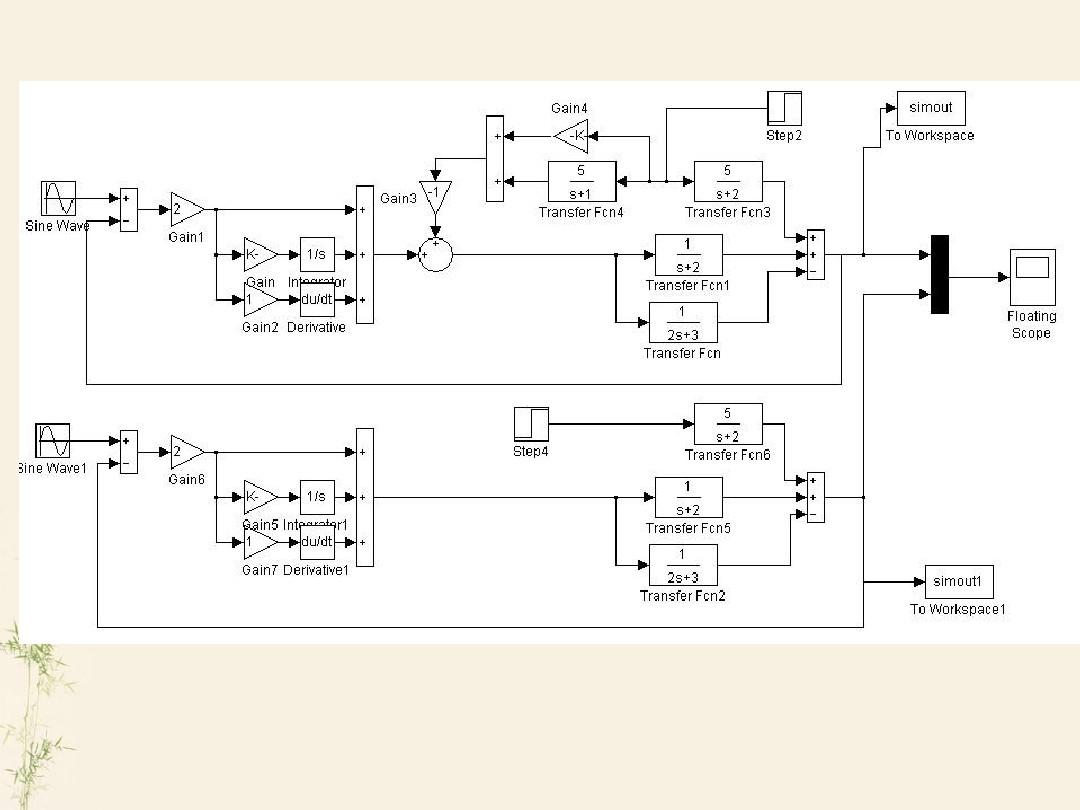 Gain4
-K-
Step2
simout
To Workspace
5
s+1
Transfer Fcn4
5
s+2
Transfer Fcn3
Gain3
-1
Sine Wave
2
Gain1
K-
Gain
1/s
Integrator
1
Gain2
du/dt
Derivative
1
s+2
Transfer Fcn1
1
2s+3
Transfer Fcn
Floating
Scope
Sine Wave1
2
Gain6
Step4
5
s+2
Transfer Fcn6
K-
Gain5
1/s
Integrator1
1
Gain7
du/dt
Derivative1
1
s+2
Transfer Fcn5
1
2s+3
Transfer Fcn2
simout1
To Workspace1